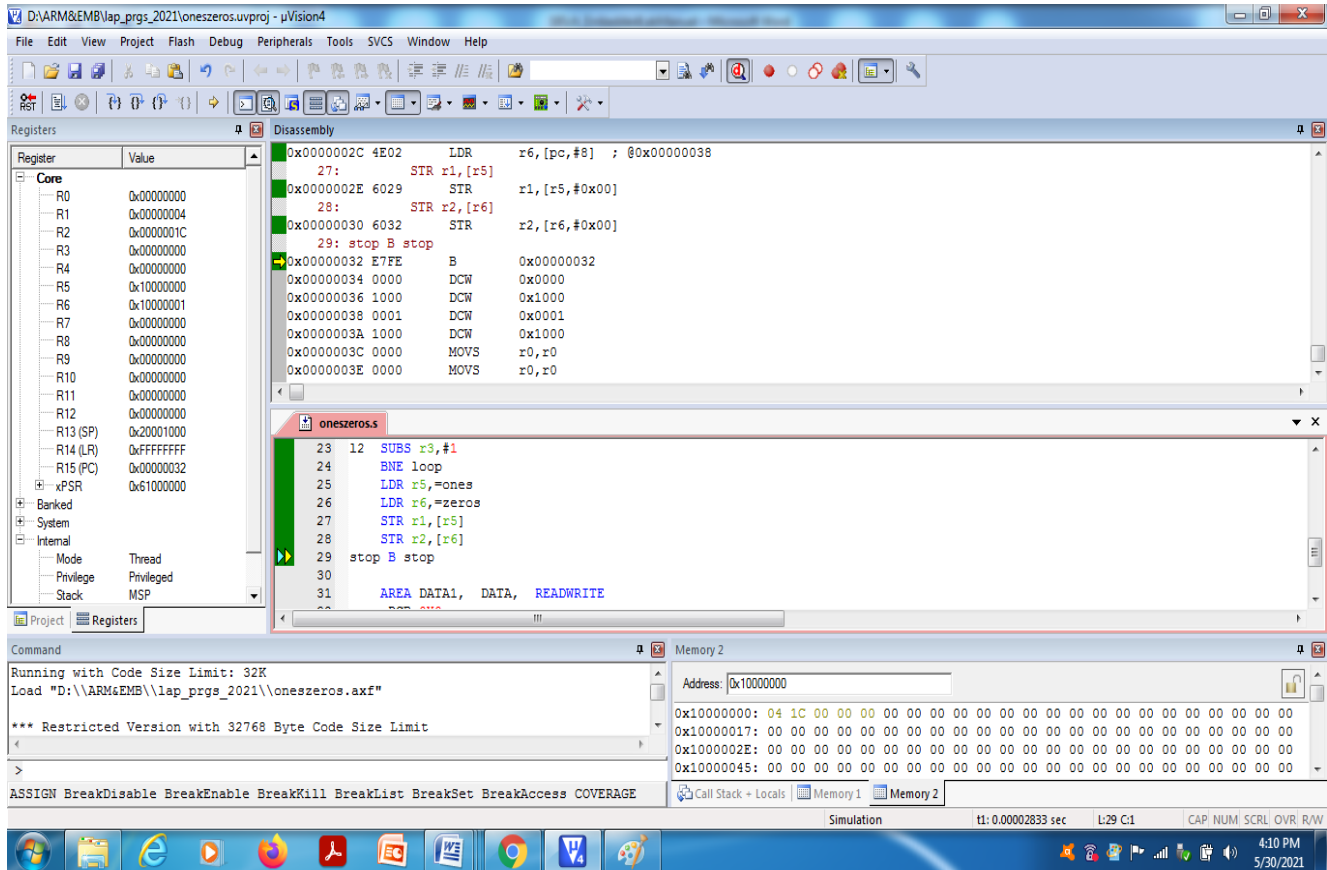 D:\ARM&EMB\lap_prgs_2021\oneszeros.uvproj - µVision4
File Edit View Project Flash Debug Peripherals Tools SVCS Window Help
Registers
Register Value
Core
R0 0x00000000
R1 0x00000004
R2 0x0000001C
R3 0x00000000
R4 0x00000000
R5 0x10000000
R6 0x10000001
R7 0x00000000
R8 0x00000000
R9 0x00000000
R10 0x00000000
R11 0x00000000
R12 0x00000000
R13 (SP) 0x20001000
R14 (LR) 0xFFFFFFFF
R15 (PC) 0x00000032
xPSR 0x61000000
Banked
System
Internal
Mode Thread
Privilege Privileged
Stack MSP
Project Registers
Disassembly
0x0000002C 4E02 LDR r6,[pc,#8] ; @0x00000038
27: STR r1,[r5]
0x0000002E 6029 STR r1,[r5,#0x00]
28: STR r2,[r6]
0x00000030 6032 STR r2,[r6,#0x00]
29: stop B stop
0x00000032 E7FE B 0x00000032
0x00000034 0000 DCW 0x0000
0x00000036 1000 DCW 0x1000
0x00000038 0001 DCW 0x0001
0x0000003A 1000 DCW 0x1000
0x0000003C 0000 MOVS r0,r0
0x0000003E 0000 MOVS r0,r0
oneszeros.s
23 l2 SUBS r3,#1
24 BNE loop
25 LDR r5,=ones
26 LDR r6,=zeros
27 STR r1,[r5]
28 STR r2,[r6]
29 stop B stop
30
31 AREA DATA1, DATA, READWRITE
Command
Running with Code Size Limit: 32K
Load "D:\\ARM&EMB\\lap_prgs_2021\\oneszeros.axf"
*** Restricted Version with 32768 Byte Code Size Limit
>
ASSIGN BreakDisable BreakEnable BreakKill BreakList BreakSet BreakAccess COVERAGE
Memory 2
Address: 0x10000000
0x10000000: 04 1C 00 00 00 00 00 00 00 00 00 00 00 00 00 00 00 00 00 00 00 00 00
0x10000017: 00 00 00 00 00 00 00 00 00 00 00 00 00 00 00 00 00 00 00 00 00 00 00
0x1000002E: 00 00 00 00 00 00 00 00 00 00 00 00 00 00 00 00 00 00 00 00 00 00 00
0x10000045: 00 00 00 00 00 00 00 00 00 00 00 00 00 00 00 00 00 00 00 00 00 00 00
Call Stack + Locals Memory 1 Memory 2
Simulation t1: 0.00002833 sec L:29 C:1 CAP NUM SCRL OVR R/W
4:10 PM
5/30/2021